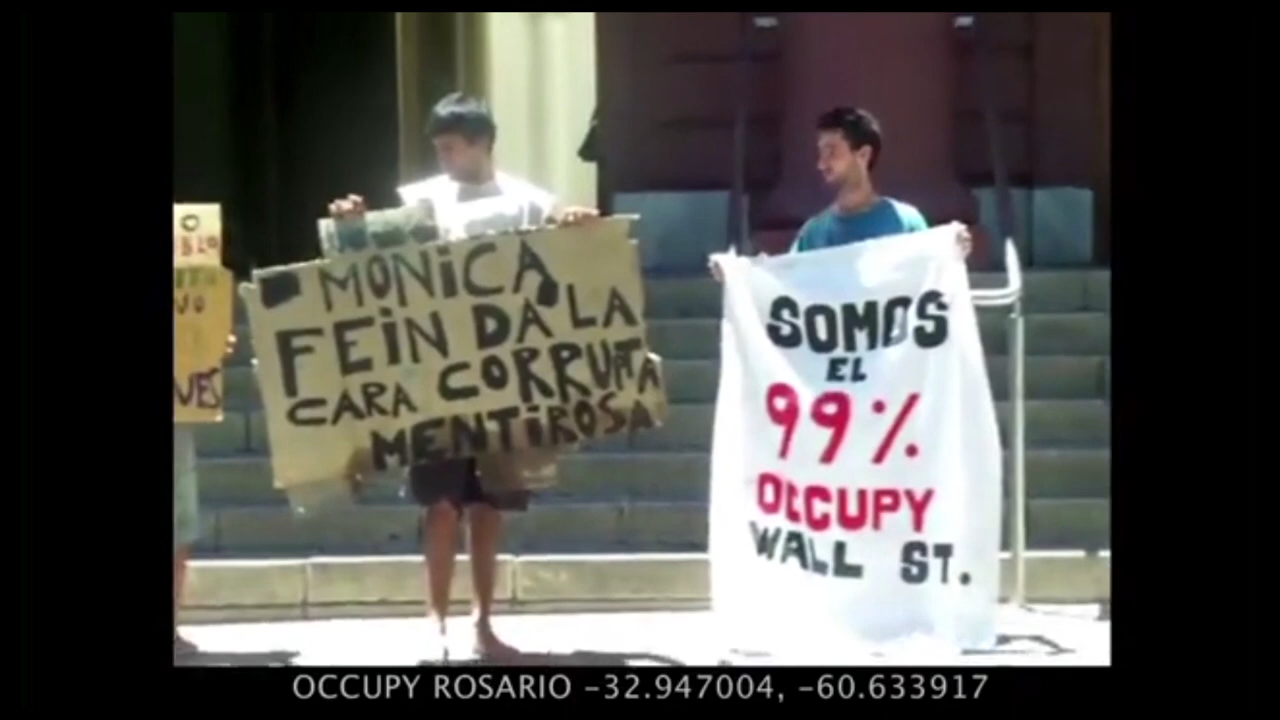 MONiCA
FEiN DA LA
CARA CORRUPTA
MENTiROSA
SOMOS
EL
99%
OCCUPY
WALL ST.
OCCUPY ROSARIO -32.947004, -60.633917